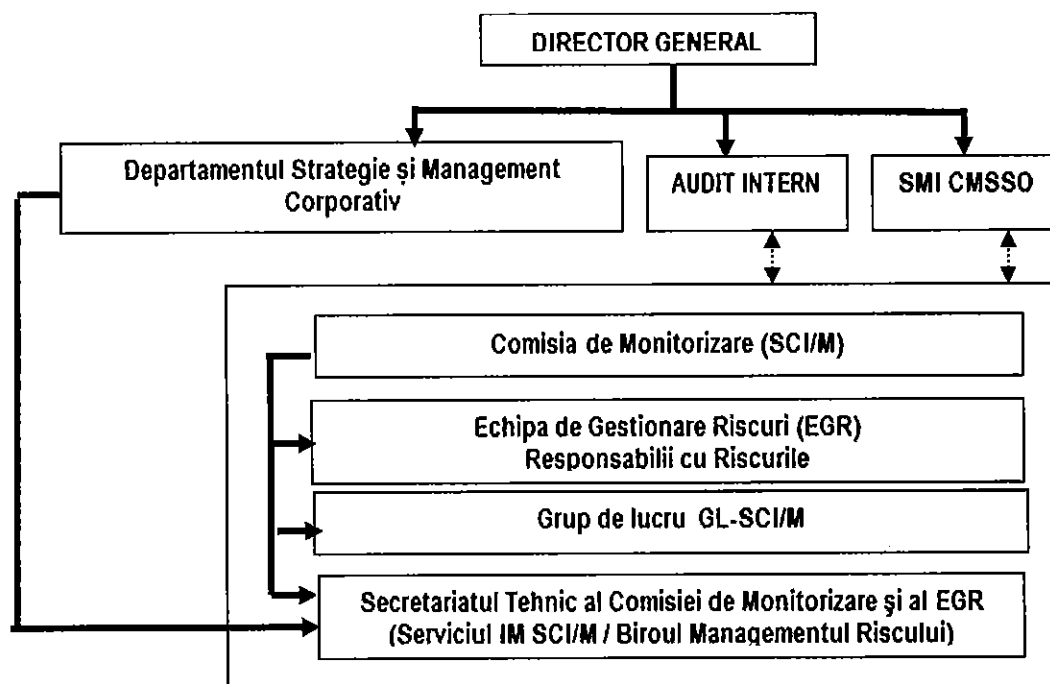 DIRECTOR GENERAL
Departamentul Strategie și Management
Corporativ
AUDIT INTERN
SMI CMSSO
Comisia de Monitorizare (SCI/M)
Echipa de Gestionare Riscuri (EGR)
Responsabilii cu Riscurile
Grup de lucru GL-SCI/M
Secretariatul Tehnic al Comisiei de Monitorizare și al EGR
(Serviciul IM SCI/M / Biroul Managementul Riscului)